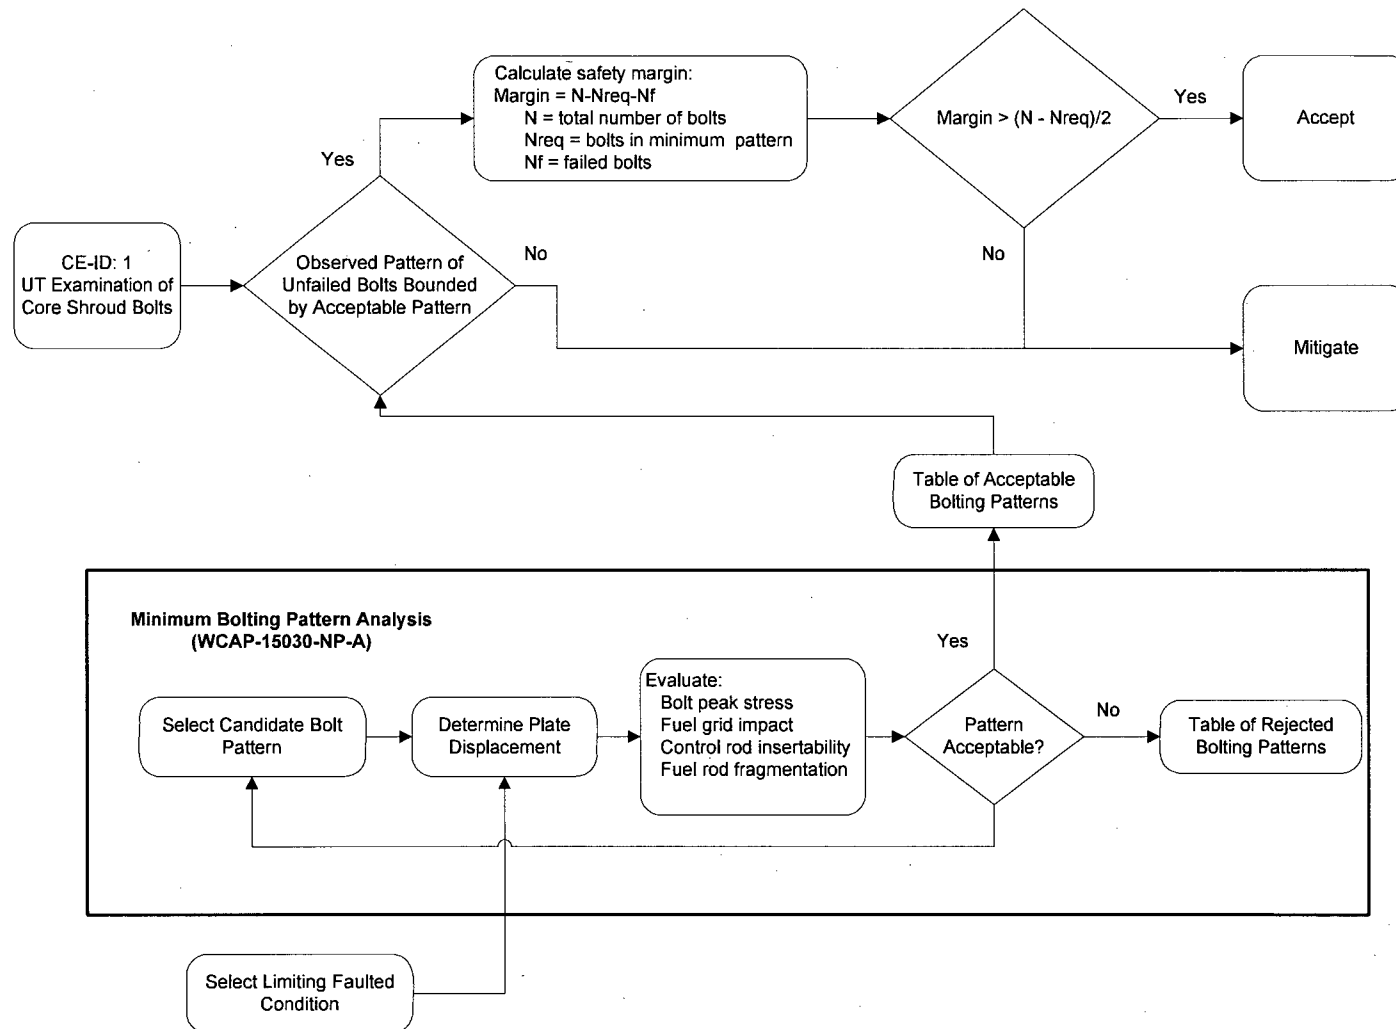 Calculate safety margin:
Margin = N-Nreq-Nf
N = total number of bolts
Nreq = bolts in minimum pattern
Nf = failed bolts
Margin > (N - Nreq)/2
Yes
Accept
Yes
CE-ID: 1
UT Examination of
Core Shroud Bolts
Observed Pattern of
Unfailed Bolts Bounded
by Acceptable Pattern
No
No
Mitigate
Table of Acceptable
Bolting Patterns
Minimum Bolting Pattern Analysis
(WCAP-15030-NP-A)
Yes
Select Candidate Bolt
Pattern
Determine Plate
Displacement
Evaluate:
Bolt peak stress
Fuel grid impact
Control rod insertability
Fuel rod fragmentation
Pattern
Acceptable?
No
Table of Rejected
Bolting Patterns
Select Limiting Faulted
Condition